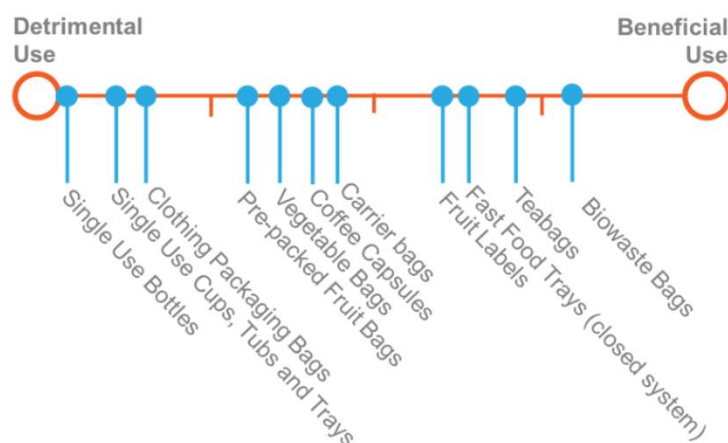 Detrimental
Use
Beneficial
Use
Single Use Bottles
Single Use Cups, Tubs and Trays
Clothing Packaging Bags
Pre-packed Fruit Bags
Vegetable Bags
Coffee Capsules
Carrier bags
Fruit Labels
Fast Food Trays (closed system)
Teabags
Biowaste Bags